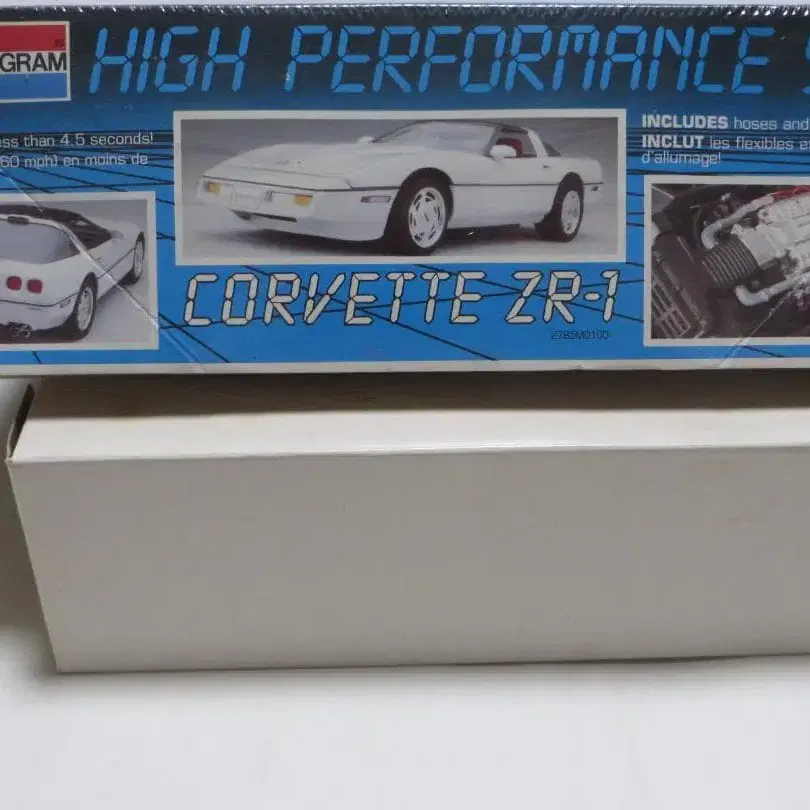 GRAM
HIGH PERFORMANCE
ess than 4.5 seconds!
60 mph) en moins de
INCLUDES hoses and
INCLUT les flexibles e
d'allumage!
CORVETTE ZR-1
2785M0100